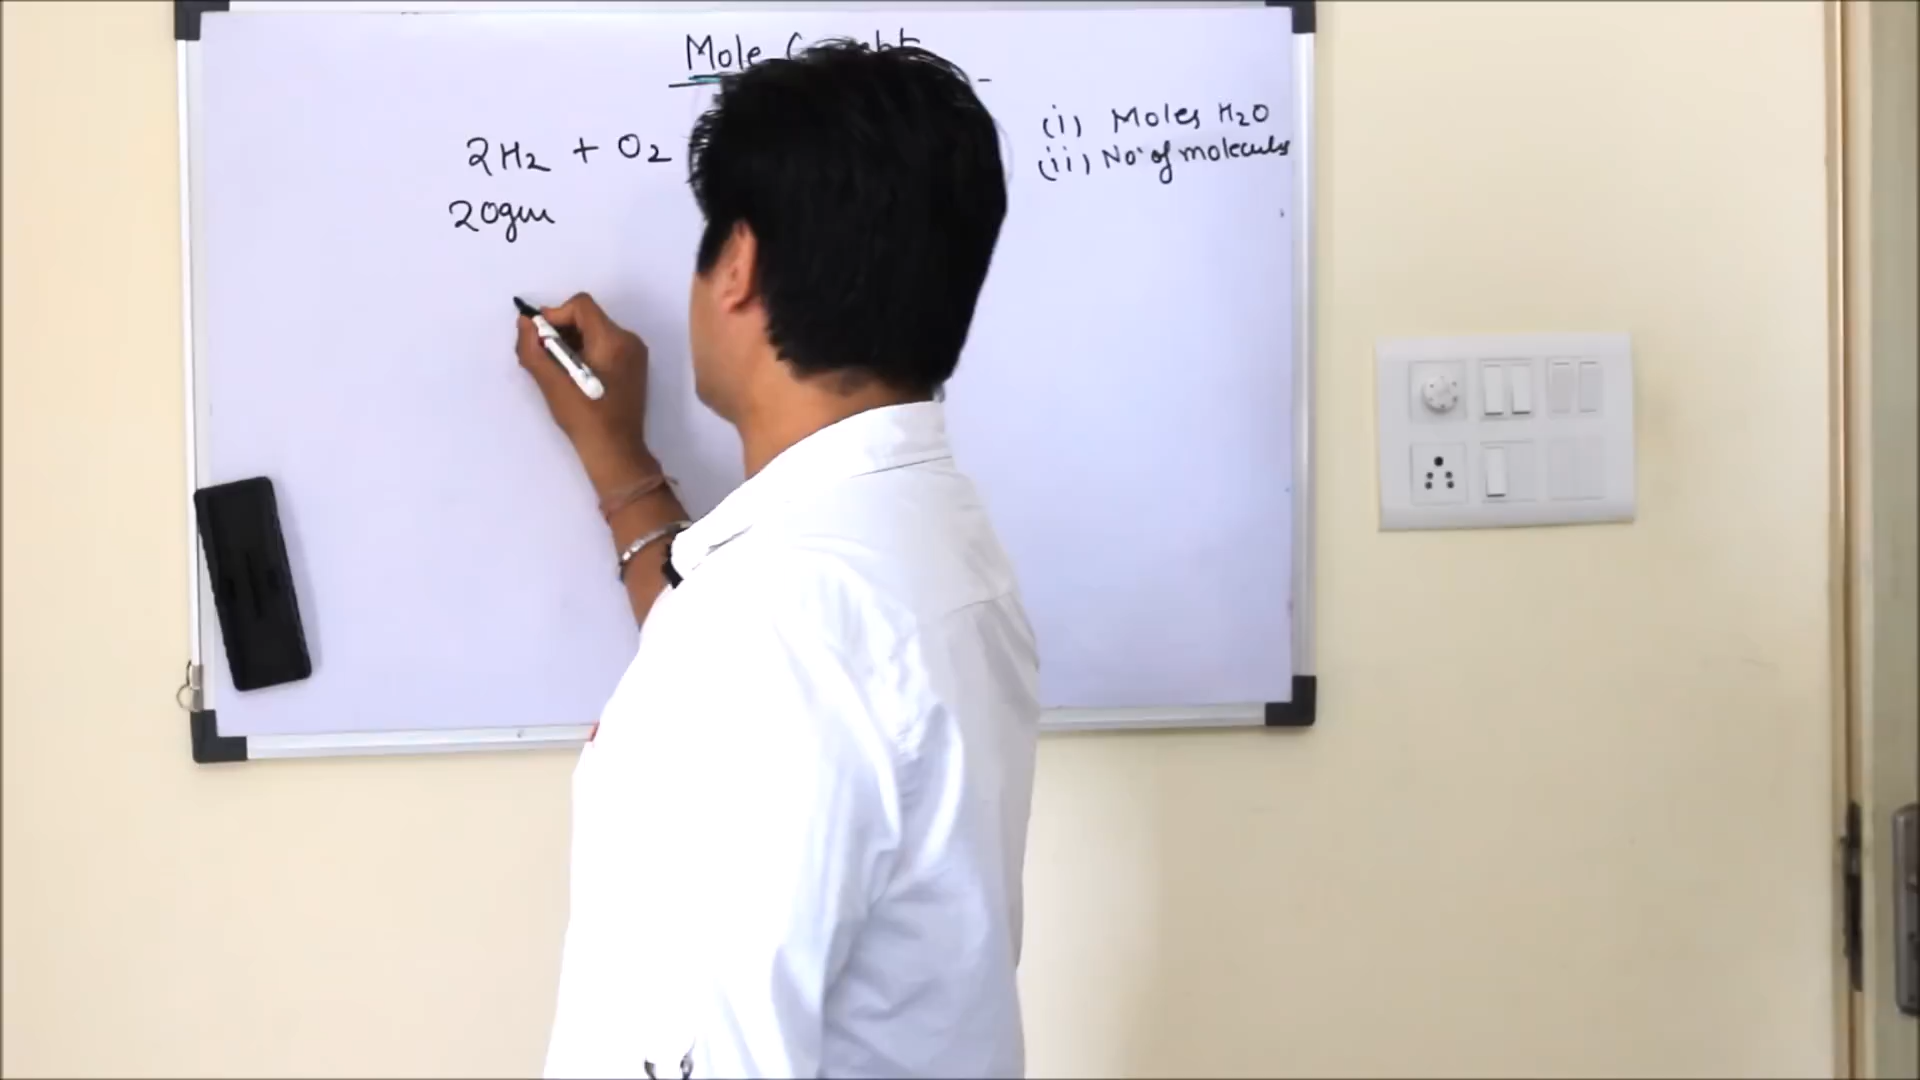 Mole
2H2 + O2
20gm
(i) Moles H2O
(ii) No. of molecules